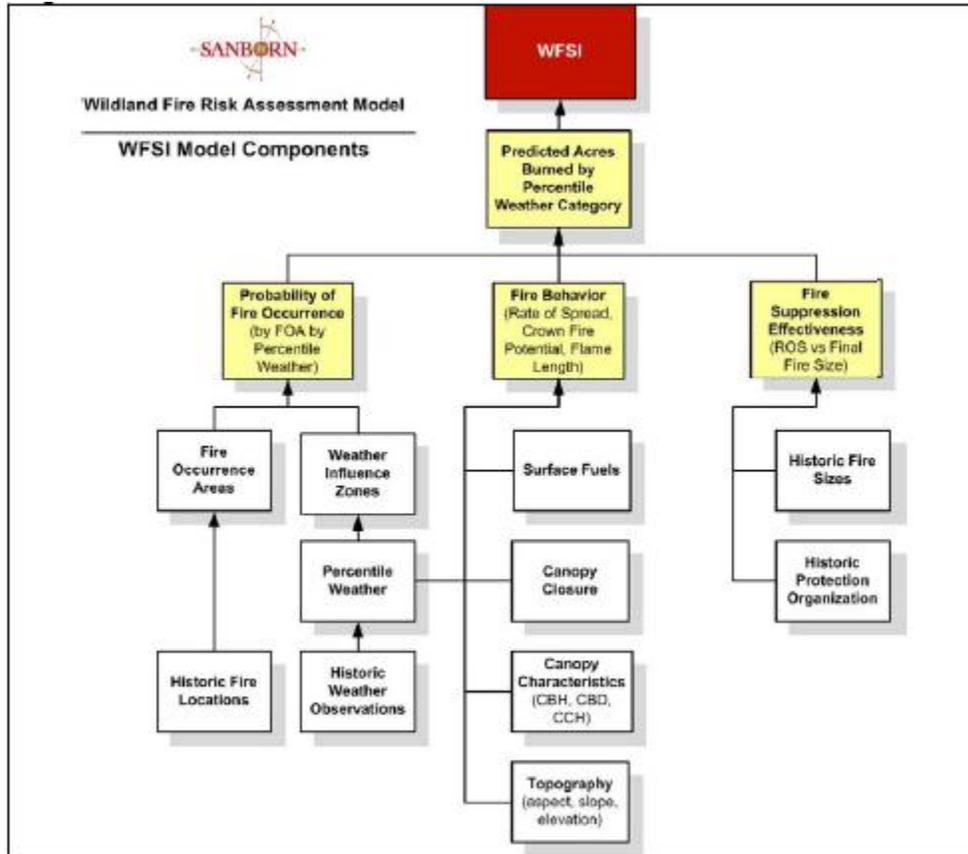 SANBORN
Wildland Fire Risk Assessment Model
WFSI Model Components
WFSI
Predicted Acres
Burned by
Percentile
Weather Category
Probability of
Fire Occurrence
(by FOA by
Percentile
Weather)
Fire Behavior
(Rate of Spread,
Crown Fire
Potential, Flame
Length)
Fire
Suppression
Effectiveness
(ROS vs Final
Fire Size)
Fire
Occurrence
Areas
Weather
Influence
Zones
Surface Fuels
Historic Fire
Sizes
Percentile
Weather
Canopy
Closure
Historic
Protection
Organization
Historic Fire
Locations
Historic
Weather
Observations
Canopy
Characteristics
(CBH, CBD,
CCH)
Topography
(aspect, slope,
elevation)